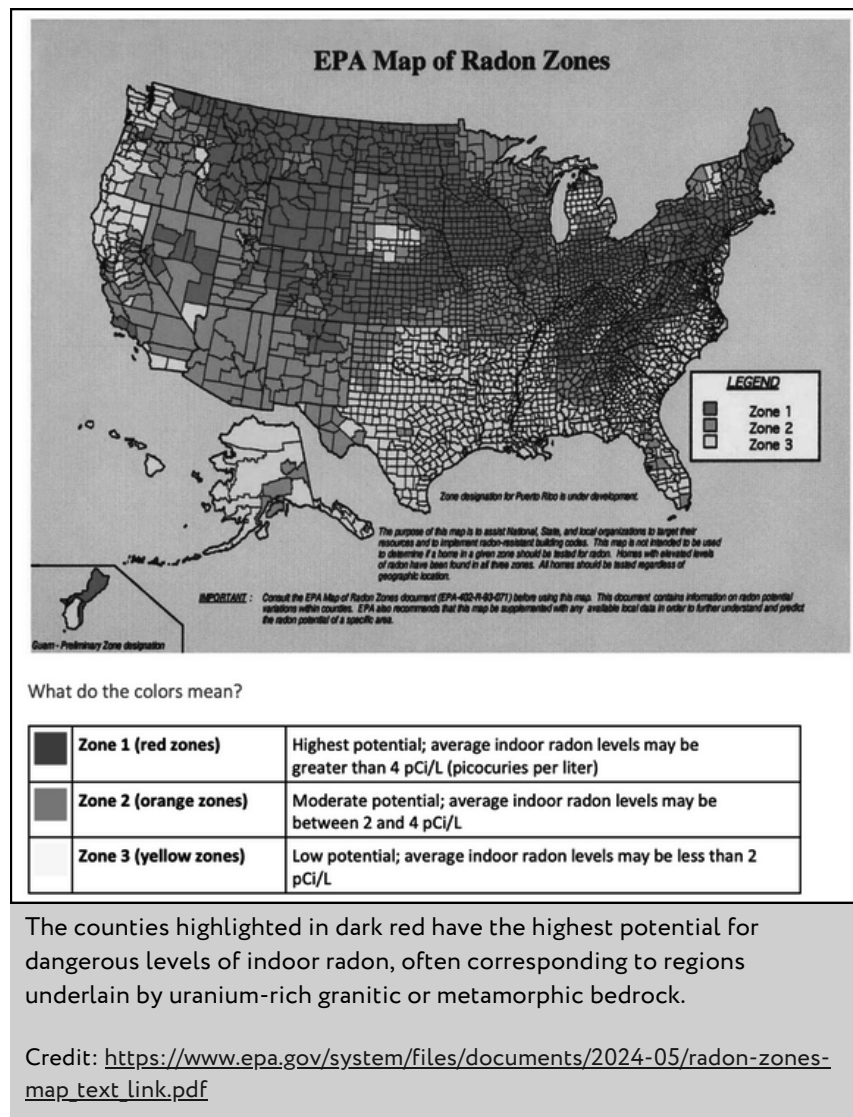 EPA Map of Radon Zones
LEGEND
Zone 1
Zone 2
Zone 3
Zone designation for Puerto Rico is under development.
The purpose of this map is to assist National, State, and local organizations to target their
resources and to implement radon-resistant building codes. This map is not intended to be used
to determine if a home in a given zone should be tested for radon. Homes with elevated levels
of radon have been found in all three zones. All homes should be tested regardless of
geographic location.
IMPORTANT : Consult the EPA Map of Radon Zones document (EPA-402-R-93-071) before using this map. This document contains information on radon potential
variations within counties. EPA also recommends that this map be supplemented with any available local data in order to further understand and predict
the radon potential of a specific area.
Guam - Preliminary Zone designation
What do the colors mean?
Zone 1 (red zones) Highest potential; average indoor radon levels may be
greater than 4 pCi/L (picocuries per liter)
Zone 2 (orange zones) Moderate potential; average indoor radon levels may be
between 2 and 4 pCi/L
Zone 3 (yellow zones) Low potential; average indoor radon levels may be less than 2
pCi/L
The counties highlighted in dark red have the highest potential for
dangerous levels of indoor radon, often corresponding to regions
underlain by uranium-rich granitic or metamorphic bedrock.
Credit: https://www.epa.gov/system/files/documents/2024-05/radon-zones-
map_text_link.pdf